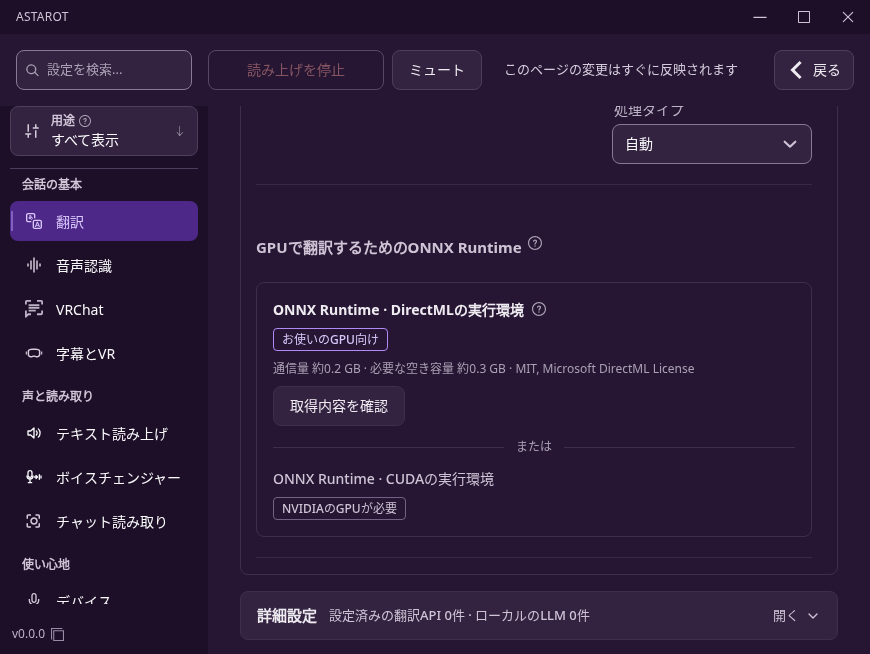 ASTAROT
設定を検索...
読み上げを停止
ミュート
このページの変更はすぐに反映されます
戻る
用途
すべて表示
会話の基本
翻訳
音声認識
VRChat
字幕とVR
声と読み取り
テキスト読み上げ
ボイスチェンジャー
チャット読み取り
使い心地
デバイス
v0.0.0
処理タイプ
自動
GPUで翻訳するためのONNX Runtime
ONNX Runtime · DirectMLの実行環境
お使いのGPU向け
通信量 約0.2 GB · 必要な空き容量 約0.3 GB · MIT, Microsoft DirectML License
取得内容を確認
または
ONNX Runtime · CUDAの実行環境
NVIDIAのGPUが必要
詳細設定 設定済みの翻訳API 0件 · ローカルのLLM 0件 開く